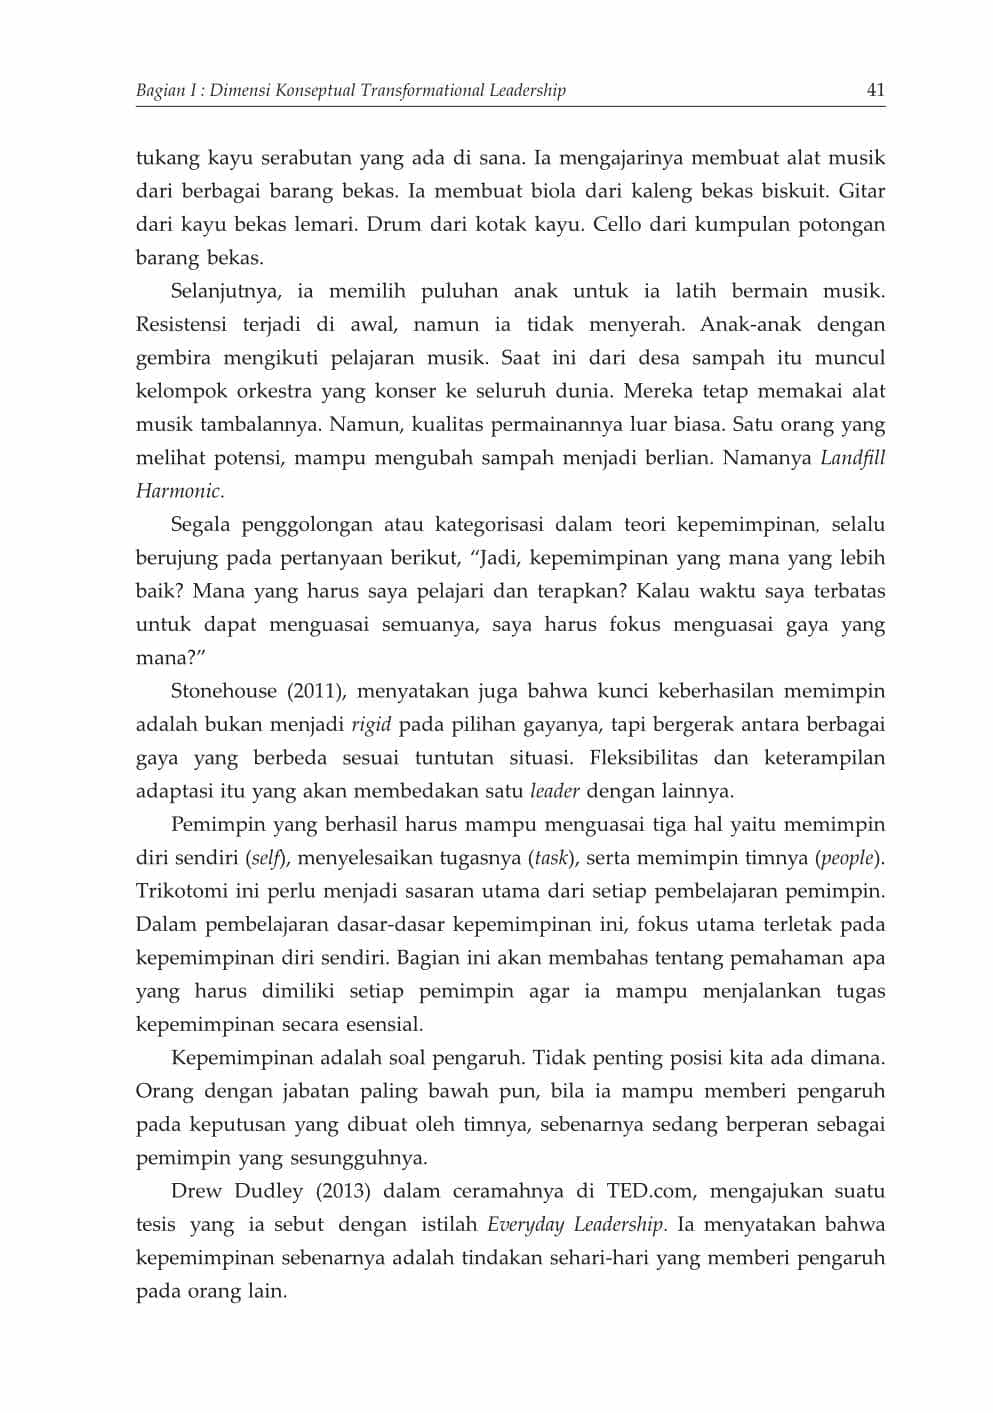 Bagian I : Dimensi Konseptual Transformational Leadership 41
tukang kayu serabutan yang ada di sana. Ia mengajarinya membuat alat musik
dari berbagai barang bekas. Ia membuat biola dari kaleng bekas biskuit. Gitar
dari kayu bekas lemari. Drum dari kotak kayu. Cello dari kumpulan potongan
barang bekas.
Selanjutnya, ia memilih puluhan anak untuk ia latih bermain musik.
Resistensi terjadi di awal, namun ia tidak menyerah. Anak-anak dengan
gembira mengikuti pelajaran musik. Saat ini dari desa sampah itu muncul
kelompok orkestra yang konser ke seluruh dunia. Mereka tetap memakai alat
musik tambalannya. Namun, kualitas permainannya luar biasa. Satu orang yang
melihat potensi, mampu mengubah sampah menjadi berlian. Namanya Landfill
Harmonic.
Segala penggolongan atau kategorisasi dalam teori kepemimpinan, selalu
berujung pada pertanyaan berikut, “Jadi, kepemimpinan yang mana yang lebih
baik? Mana yang harus saya pelajari dan terapkan? Kalau waktu saya terbatas
untuk dapat menguasai semuanya, saya harus fokus menguasai gaya yang
mana?”
Stonehouse (2011), menyatakan juga bahwa kunci keberhasilan memimpin
adalah bukan menjadi rigid pada pilihan gayanya, tapi bergerak antara berbagai
gaya yang berbeda sesuai tuntutan situasi. Fleksibilitas dan keterampilan
adaptasi itu yang akan membedakan satu leader dengan lainnya.
Pemimpin yang berhasil harus mampu menguasai tiga hal yaitu memimpin
diri sendiri (self), menyelesaikan tugasnya (task), serta memimpin timnya (people).
Trikotomi ini perlu menjadi sasaran utama dari setiap pembelajaran pemimpin.
Dalam pembelajaran dasar-dasar kepemimpinan ini, fokus utama terletak pada
kepemimpinan diri sendiri. Bagian ini akan membahas tentang pemahaman apa
yang harus dimiliki setiap pemimpin agar ia mampu menjalankan tugas
kepemimpinan secara esensial.
Kepemimpinan adalah soal pengaruh. Tidak penting posisi kita ada dimana.
Orang dengan jabatan paling bawah pun, bila ia mampu memberi pengaruh
pada keputusan yang dibuat oleh timnya, sebenarnya sedang berperan sebagai
pemimpin yang sesungguhnya.
Drew Dudley (2013) dalam ceramahnya di TED.com, mengajukan suatu
tesis yang ia sebut dengan istilah Everyday Leadership. Ia menyatakan bahwa
kepemimpinan sebenarnya adalah tindakan sehari-hari yang memberi pengaruh
pada orang lain.